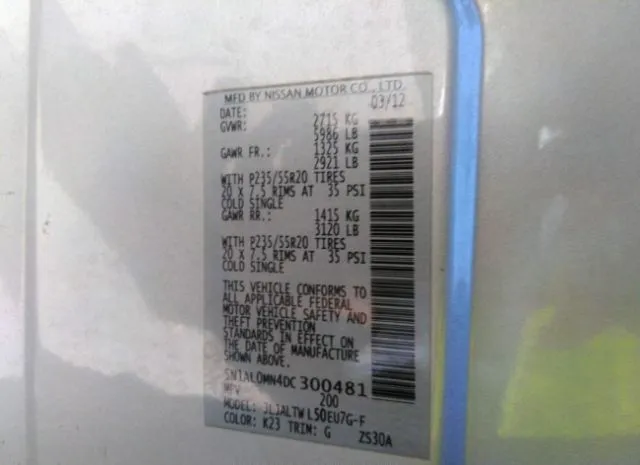 MFD BY NISSAN MOTOR CO., LTD.
DATE: 03/12
GVWR: 2715 KG
5986 LB
GAWR FR.: 1325 KG
2921 LB
WITH P235/55R20 TIRES
20 X 7.5 RIMS AT 35 PSI
COLD SINGLE
GAWR RR.: 1415 KG
3120 LB
WITH P235/55R20 TIRES
20 X 7.5 RIMS AT 35 PSI
COLD SINGLE
THIS VEHICLE CONFORMS TO
ALL APPLICABLE FEDERAL
MOTOR VEHICLE SAFETY AND
THEFT PREVENTION
STANDARDS IN EFFECT ON
THE DATE OF MANUFACTURE
SHOWN ABOVE.
5N1AL0MN4DC300481
MPV 200
MODEL: JLJALTWL50EU7G-F
COLOR: K23 TRIM: G ZS30A